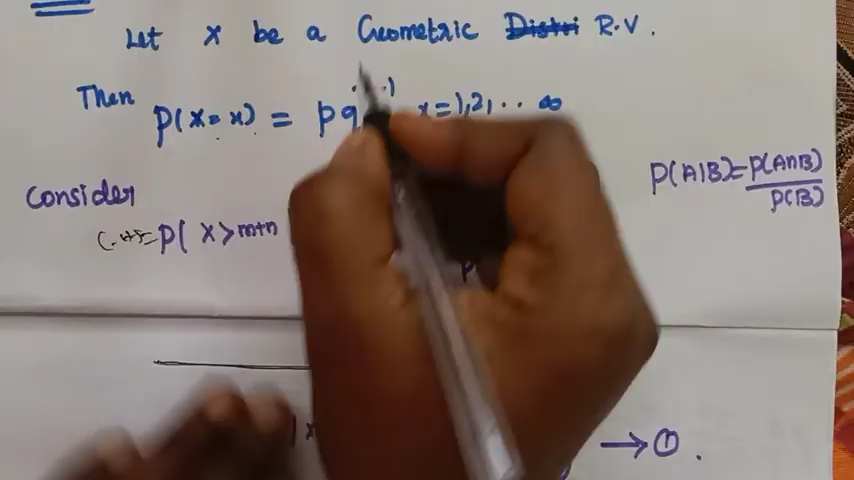 Let x be a Geometric Distri R.V.
Then P(X=x) = pq x=1,2,..∞
P(A|B)=P(A∩B)/P(B)
Consider
P( X>m+n
→①.